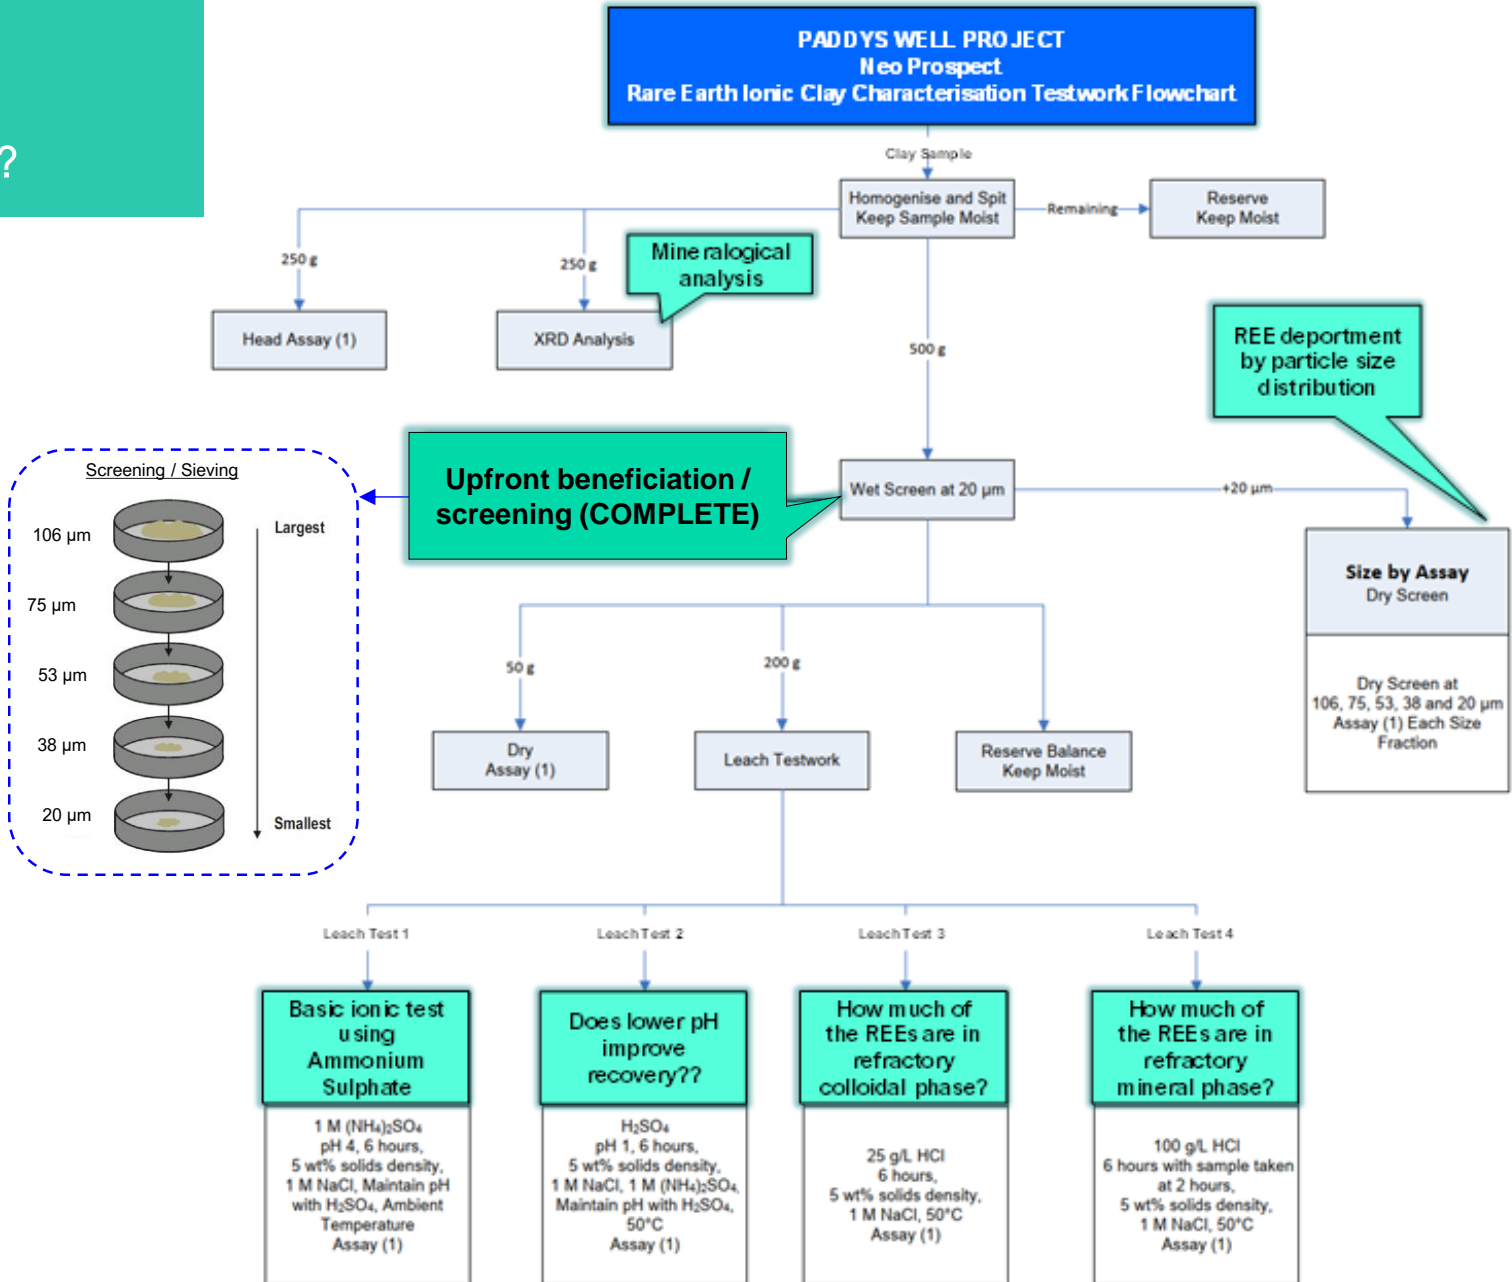 ?
PADDYS WELL PROJECT
Neo Prospect
Rare Earth Ionic Clay Characterisation Testwork Flowchart
Clay Sample
Homogenise and Spit
Keep Sample Moist
Remaining
Reserve
Keep Moist
250 g
250 g
Mineralogical
analysis
Head Assay (1)
XRD Analysis
500 g
REE deportment
by particle size
distribution
Upfront beneficiation /
screening (COMPLETE)
Wet Screen at 20 µm
+20 µm
Screening / Sieving
106 µm
Largest
75 µm
53 µm
38 µm
20 µm
Smallest
Size by Assay
Dry Screen
Dry Screen at
106, 75, 53, 38 and 20 µm
Assay (1) Each Size
Fraction
50 g
200 g
Dry
Assay (1)
Leach Testwork
Reserve Balance
Keep Moist
Leach Test 1
Leach Test 2
Leach Test 3
Leach Test 4
Basic ionic test
using
Ammonium
Sulphate
1 M (NH₄)₂SO₄
pH 4, 6 hours,
5 wt% solids density,
1 M NaCl, Maintain pH
with H₂SO₄, Ambient
Temperature
Assay (1)
Does lower pH
improve
recovery??
H₂SO₄
pH 1, 6 hours,
5 wt% solids density,
1 M NaCl, 1 M (NH₄)₂SO₄,
Maintain pH with H₂SO₄,
50°C
Assay (1)
How much of
the REEs are in
refractory
colloidal phase?
25 g/L HCl
6 hours,
5 wt% solids density,
1 M NaCl, 50°C
Assay (1)
How much of
the REEs are in
refractory
mineral phase?
100 g/L HCl
6 hours with sample taken
at 2 hours,
5 wt% solids density,
1 M NaCl, 50°C
Assay (1)